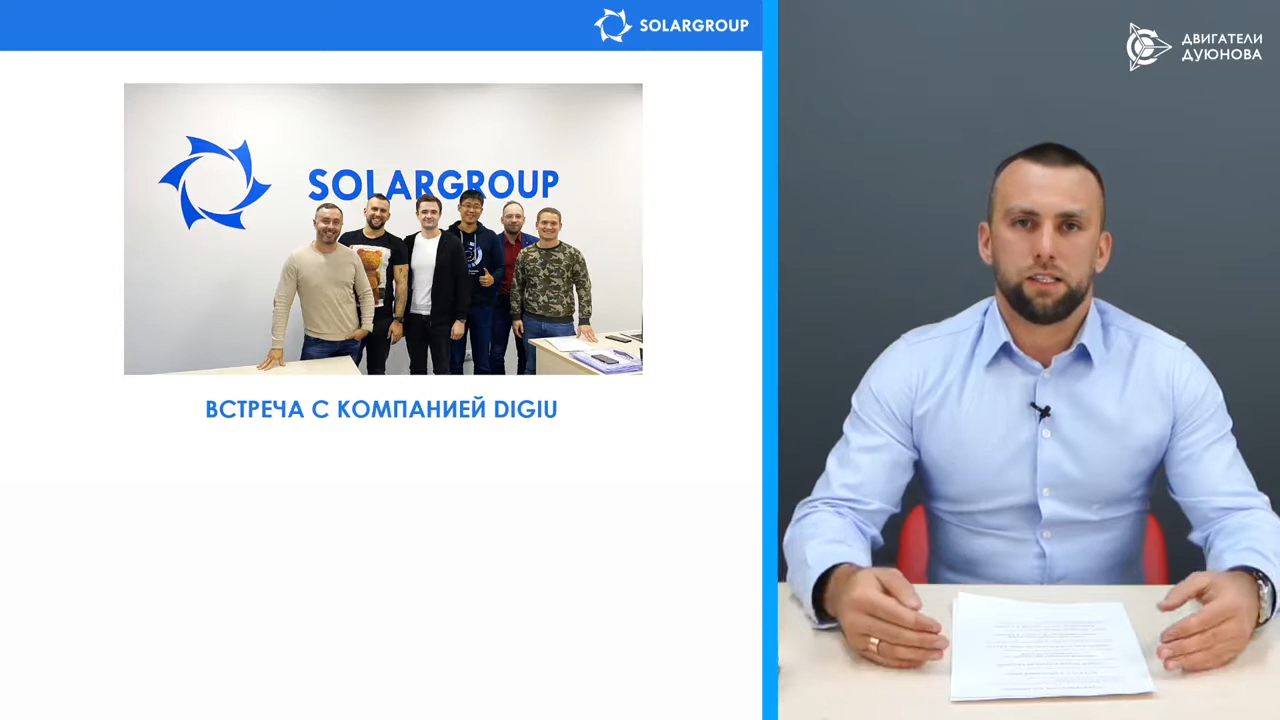 SOLARGROUP
SOLARGROUP
ВСТРЕЧА С КОМПАНИЕЙ DIGIU
ДВИГАТЕЛИ
ДУЮНОВА